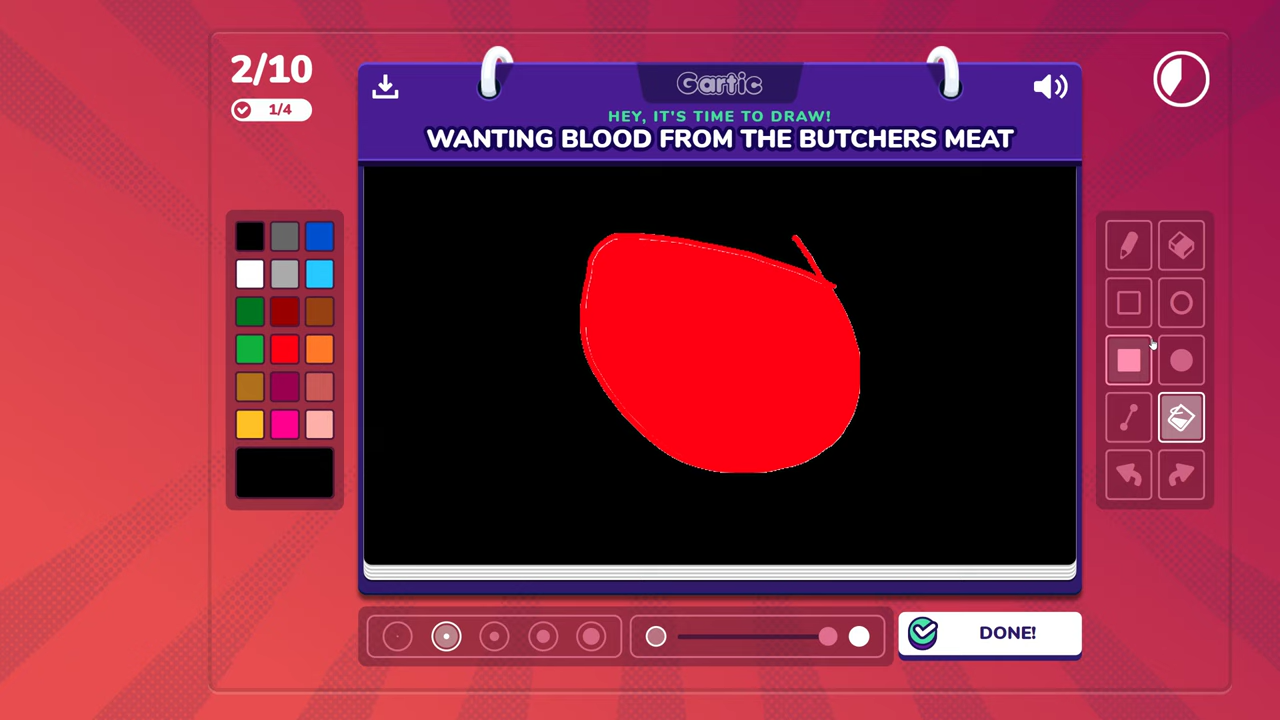 2/10
1/4
Gartic
HEY, IT'S TIME TO DRAW!
WANTING BLOOD FROM THE BUTCHERS MEAT
DONE!